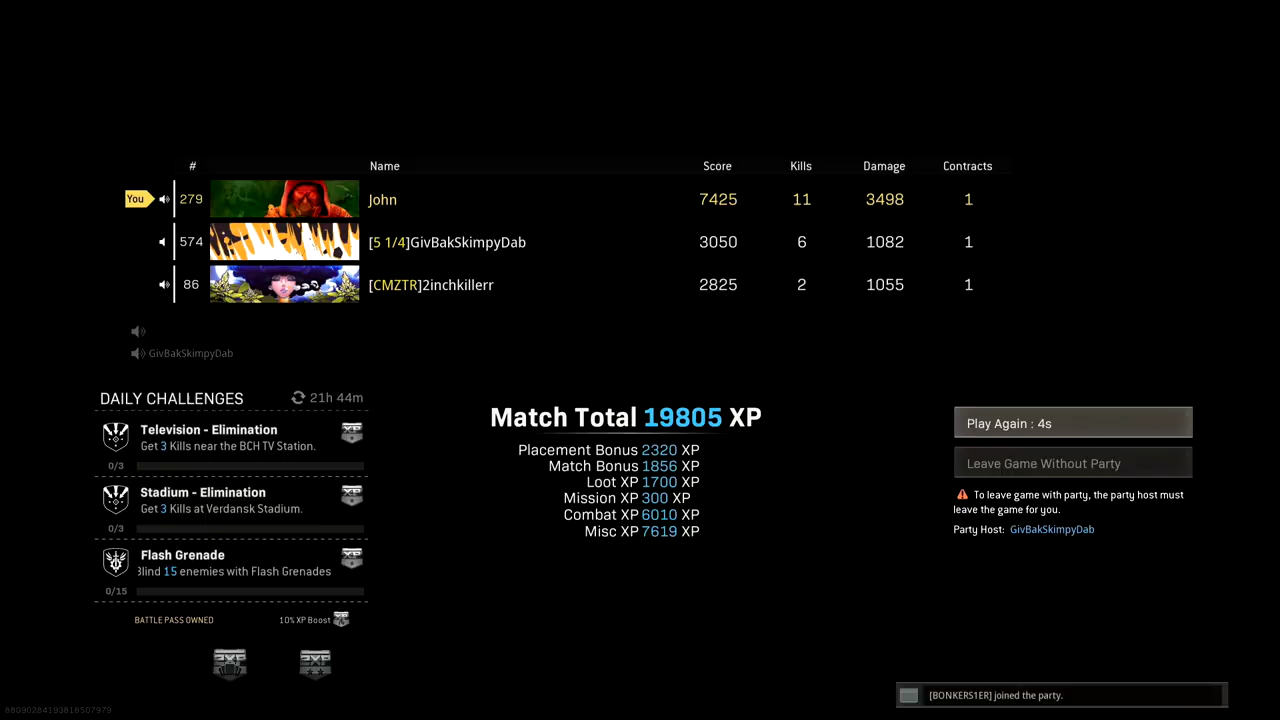 # Name Score Kills Damage Contracts
You 279 John 7425 11 3498 1
574 [5 1/4]GivBakSkimpyDab 3050 6 1082 1
86 [CMZTR]2inchkillerr 2825 2 1055 1
GivBakSkimpyDab
DAILY CHALLENGES 21h 44m
Television - Elimination
Get 3 Kills near the BCH TV Station.
0/3
Stadium - Elimination
Get 3 Kills at Verdansk Stadium.
0/3
Flash Grenade
Blind 15 enemies with Flash Grenades
0/15
BATTLE PASS OWNED 10% XP Boost
Match Total 19805 XP
Placement Bonus 2320 XP
Match Bonus 1856 XP
Loot XP 1700 XP
Mission XP 300 XP
Combat XP 6010 XP
Misc XP 7619 XP
Play Again : 4s
Leave Game Without Party
To leave game with party, the party host must
leave the game for you.
Party Host: GivBakSkimpyDab
[BONKERS1ER] joined the party.